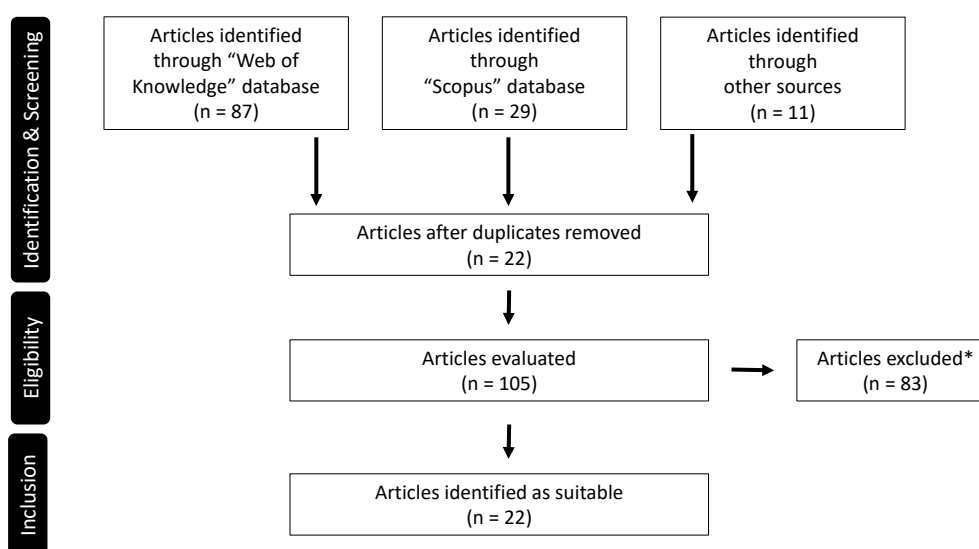 Identification & Screening
Articles identified
through “Web of
Knowledge” database
(n = 87)
Articles identified
through
“Scopus” database
(n = 29)
Articles identified
through
other sources
(n = 11)
Articles after duplicates removed
(n = 22)
Eligibility
Articles evaluated
(n = 105)
Articles excluded*
(n = 83)
Inclusion
Articles identified as suitable
(n = 22)